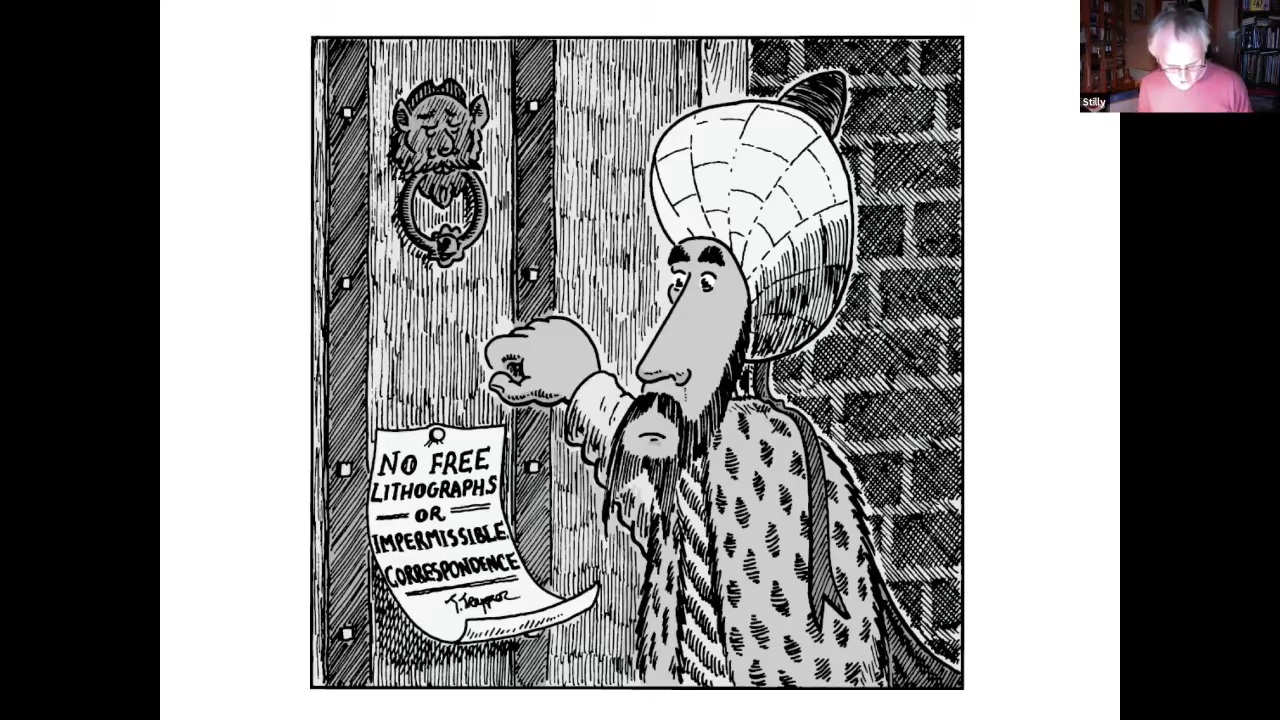 NO FREE
LITHOGRAPHS
OR
IMPERMISSIBLE
CORRESPONDENCE
Stilly